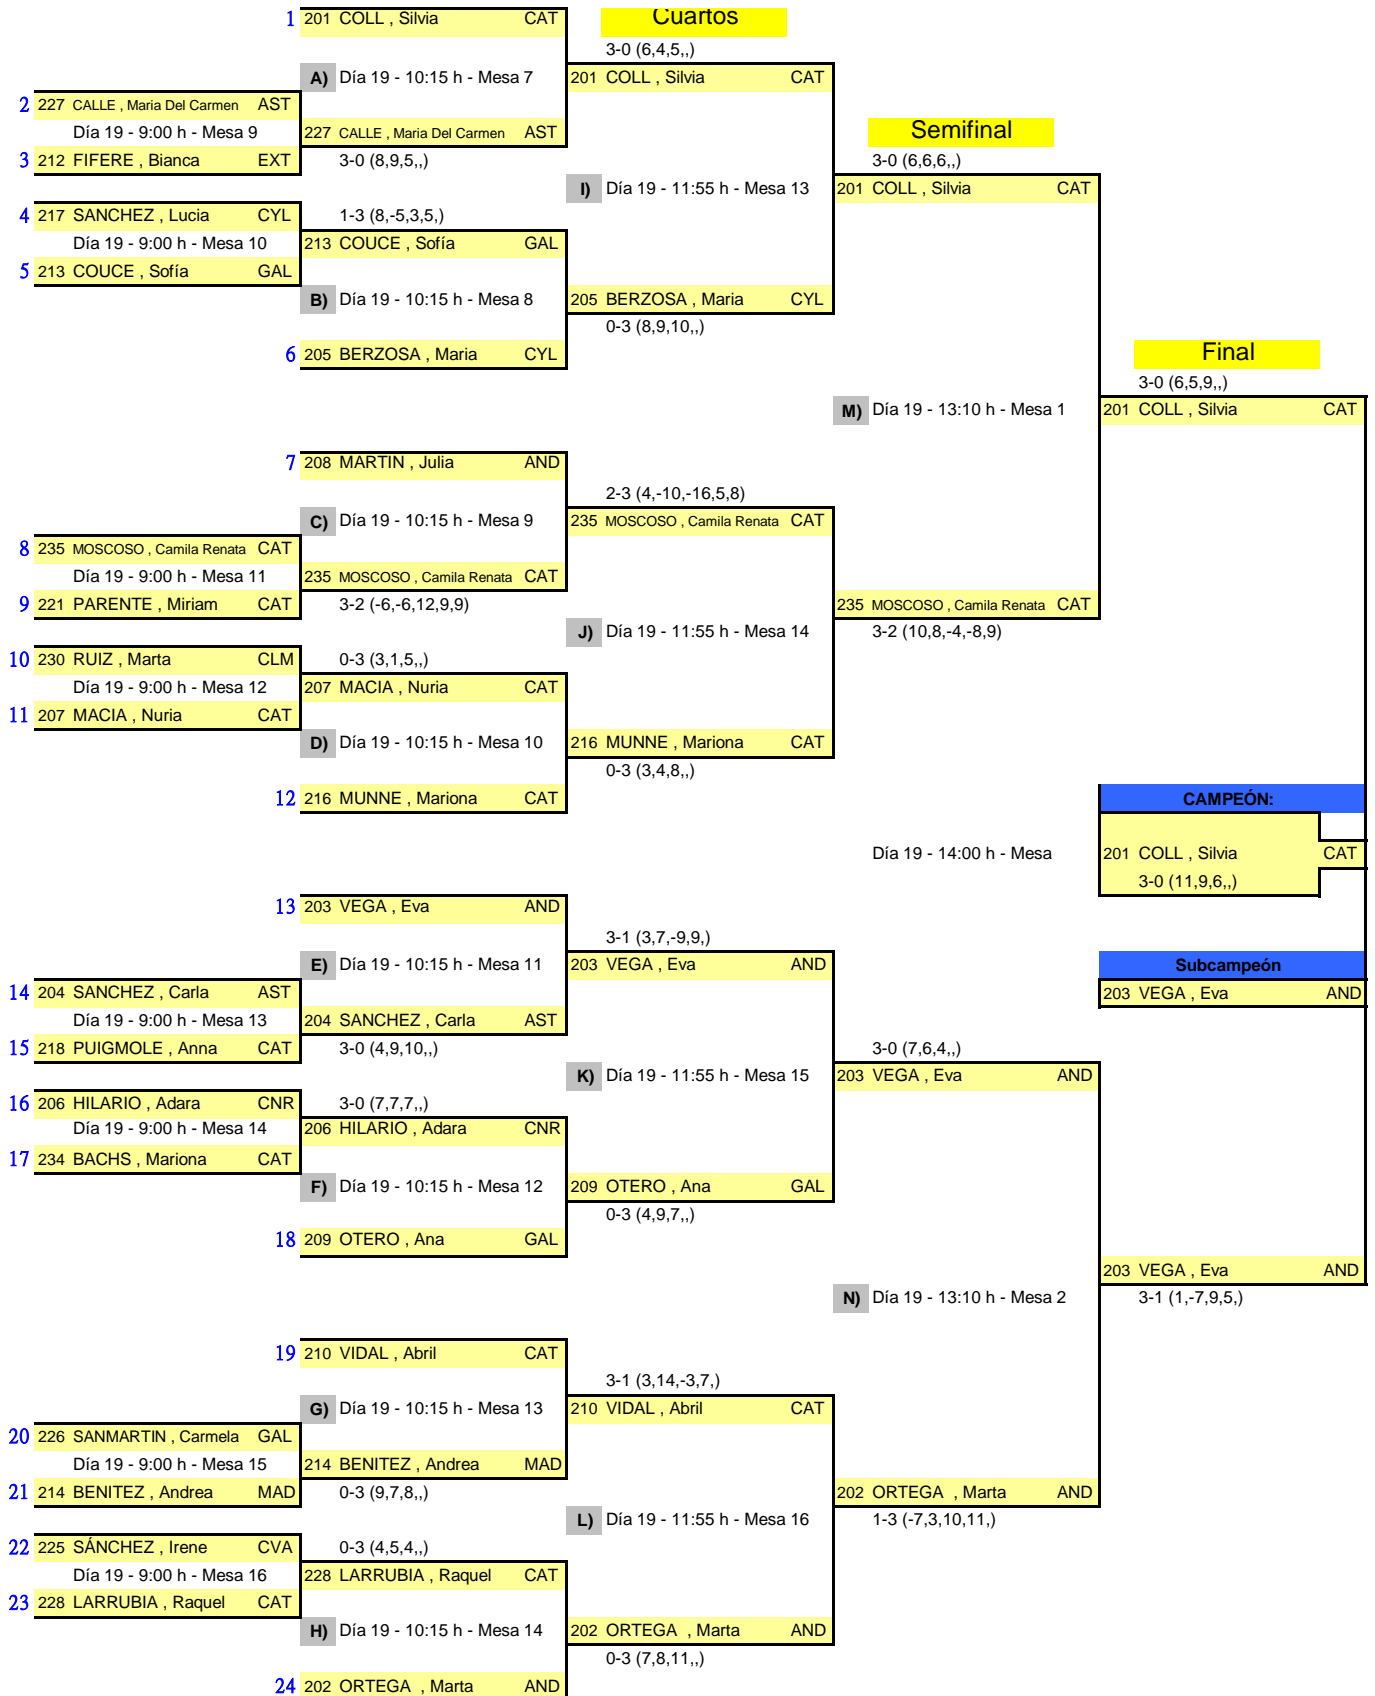 1 201 COLL , Silvia CAT
Cuartos
3-0 (6,4,5,,)
A) Día 19 - 10:15 h - Mesa 7
201 COLL , Silvia CAT
2 227 CALLE , Maria Del Carmen AST
Día 19 - 9:00 h - Mesa 9
227 CALLE , Maria Del Carmen AST
Semifinal
3 212 FIFERE , Bianca EXT
3-0 (8,9,5,,)
3-0 (6,6,6,,)
I) Día 19 - 11:55 h - Mesa 13
201 COLL , Silvia CAT
4 217 SANCHEZ , Lucia CYL
1-3 (8,-5,3,5,)
Día 19 - 9:00 h - Mesa 10
213 COUCE , Sofía GAL
5 213 COUCE , Sofía GAL
B) Día 19 - 10:15 h - Mesa 8
205 BERZOSA , Maria CYL
0-3 (8,9,10,,)
6 205 BERZOSA , Maria CYL
Final
3-0 (6,5,9,,)
M) Día 19 - 13:10 h - Mesa 1
201 COLL , Silvia CAT
7 208 MARTIN , Julia AND
2-3 (4,-10,-16,5,8)
C) Día 19 - 10:15 h - Mesa 9
235 MOSCOSO , Camila Renata CAT
8 235 MOSCOSO , Camila Renata CAT
Día 19 - 9:00 h - Mesa 11
235 MOSCOSO , Camila Renata CAT
9 221 PARENTE , Miriam CAT
3-2 (-6,-6,12,9,9)
235 MOSCOSO , Camila Renata CAT
J) Día 19 - 11:55 h - Mesa 14
3-2 (10,8,-4,-8,9)
10 230 RUIZ , Marta CLM
0-3 (3,1,5,,)
Día 19 - 9:00 h - Mesa 12
207 MACIA , Nuria CAT
11 207 MACIA , Nuria CAT
D) Día 19 - 10:15 h - Mesa 10
216 MUNNE , Mariona CAT
0-3 (3,4,8,,)
12 216 MUNNE , Mariona CAT
CAMPEÓN:
Día 19 - 14:00 h - Mesa
201 COLL , Silvia CAT
3-0 (11,9,6,,)
13 203 VEGA , Eva AND
3-1 (3,7,-9,9,)
E) Día 19 - 10:15 h - Mesa 11
203 VEGA , Eva AND
Subcampeón
14 204 SANCHEZ , Carla AST
203 VEGA , Eva AND
Día 19 - 9:00 h - Mesa 13
204 SANCHEZ , Carla AST
15 218 PUIGMOLE , Anna CAT
3-0 (4,9,10,,)
3-0 (7,6,4,,)
K) Día 19 - 11:55 h - Mesa 15
203 VEGA , Eva AND
16 206 HILARIO , Adara CNR
3-0 (7,7,7,,)
Día 19 - 9:00 h - Mesa 14
206 HILARIO , Adara CNR
17 234 BACHS , Mariona CAT
F) Día 19 - 10:15 h - Mesa 12
209 OTERO , Ana GAL
0-3 (4,9,7,,)
18 209 OTERO , Ana GAL
203 VEGA , Eva AND
N) Día 19 - 13:10 h - Mesa 2
3-1 (1,-7,9,5,)
19 210 VIDAL , Abril CAT
3-1 (3,14,-3,7,)
G) Día 19 - 10:15 h - Mesa 13
210 VIDAL , Abril CAT
20 226 SANMARTIN , Carmela GAL
Día 19 - 9:00 h - Mesa 15
214 BENITEZ , Andrea MAD
21 214 BENITEZ , Andrea MAD
0-3 (9,7,8,,)
202 ORTEGA , Marta AND
L) Día 19 - 11:55 h - Mesa 16
1-3 (-7,3,10,11,)
22 225 SÁNCHEZ , Irene CVA
0-3 (4,5,4,,)
Día 19 - 9:00 h - Mesa 16
228 LARRUBIA , Raquel CAT
23 228 LARRUBIA , Raquel CAT
H) Día 19 - 10:15 h - Mesa 14
202 ORTEGA , Marta AND
0-3 (7,8,11,,)
24 202 ORTEGA , Marta AND